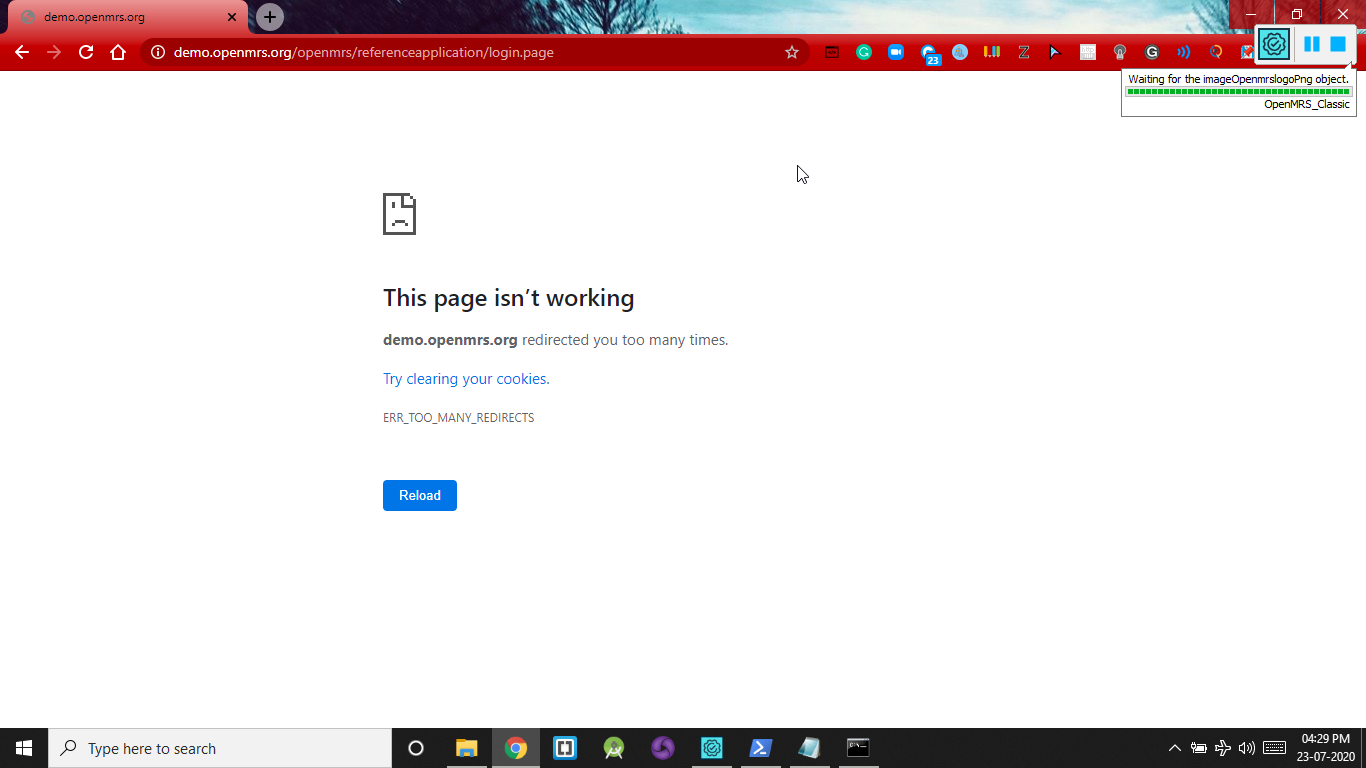 demo.openmrs.org
demo.openmrs.org/openmrs/referenceapplication/login.page
23
Waiting for the imageOpenmrslogoPng object.
OpenMRS_Classic
This page isn’t working
demo.openmrs.org redirected you too many times.
Try clearing your cookies.
ERR_TOO_MANY_REDIRECTS
Reload
Type here to search
04:29 PM
23-07-2020